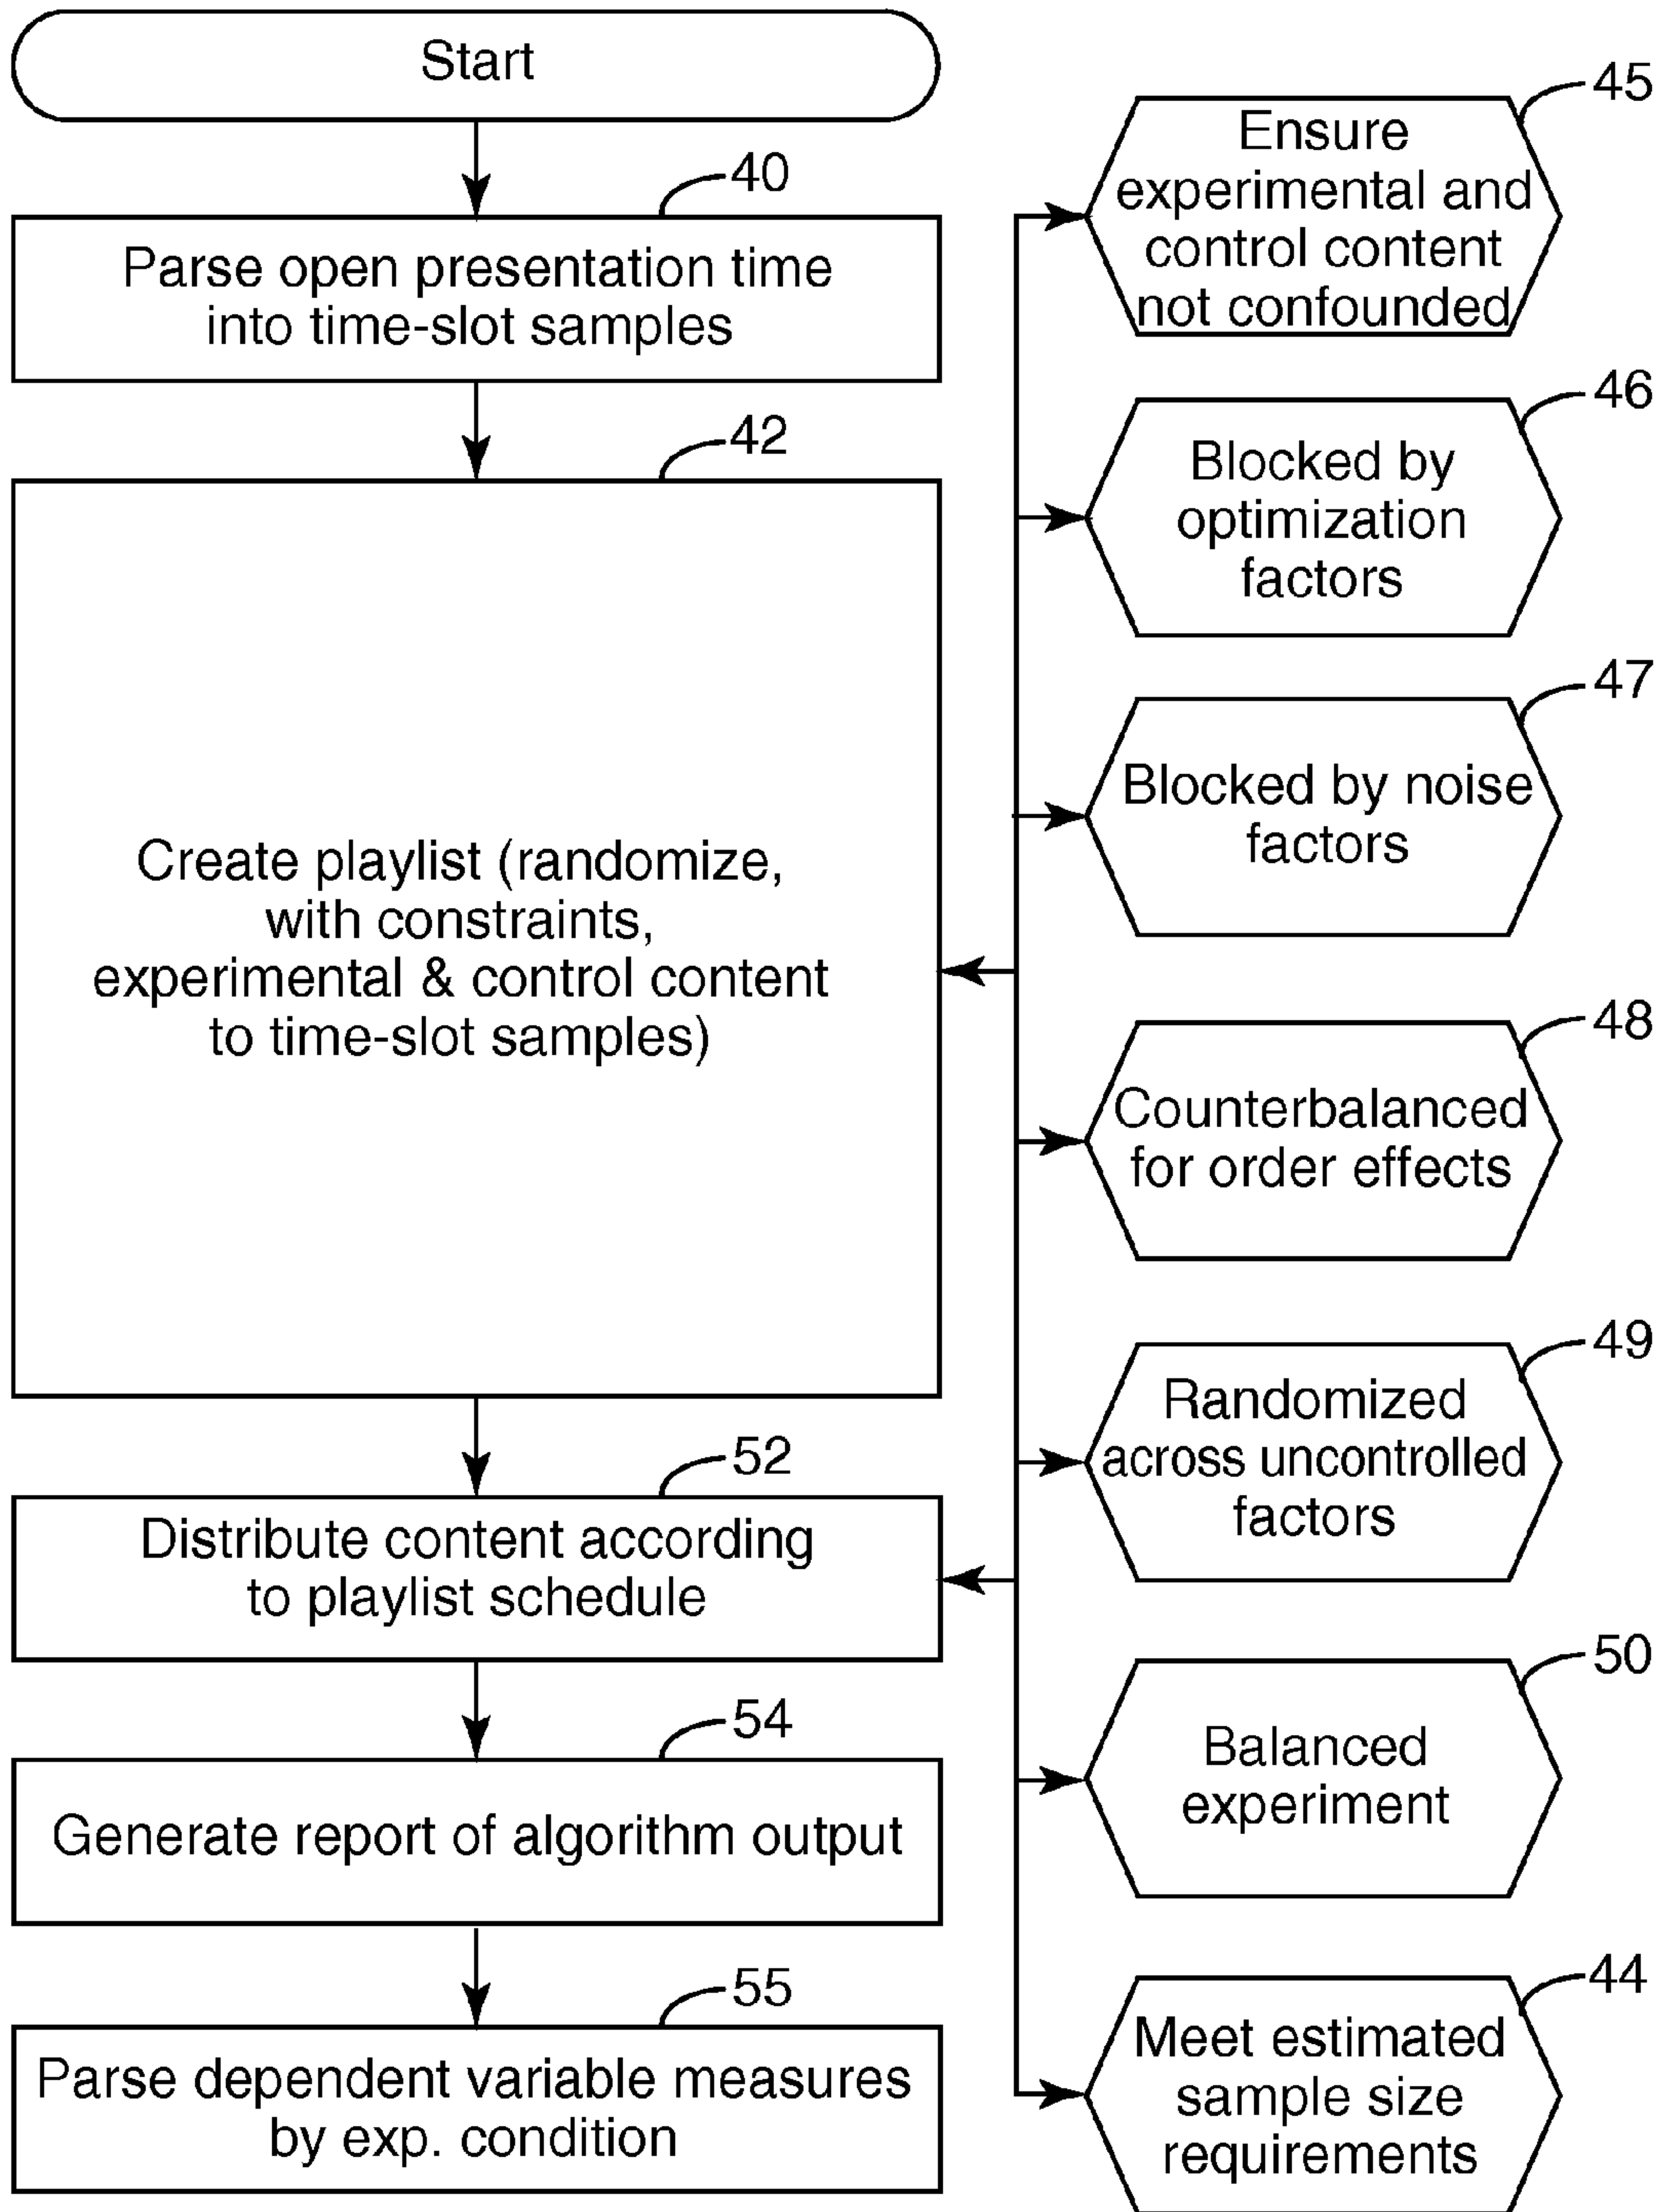 Start
40
Parse open presentation time
into time-slot samples
42
Create playlist (randomize,
with constraints,
experimental & control content
to time-slot samples)
52
Distribute content according
to playlist schedule
54
Generate report of algorithm output
55
Parse dependent variable measures
by exp. condition
45
Ensure
experimental and
control content
not confounded
46
Blocked by
optimization
factors
47
Blocked by noise
factors
48
Counterbalanced
for order effects
49
Randomized
across uncontrolled
factors
50
Balanced
experiment
44
Meet estimated
sample size
requirements